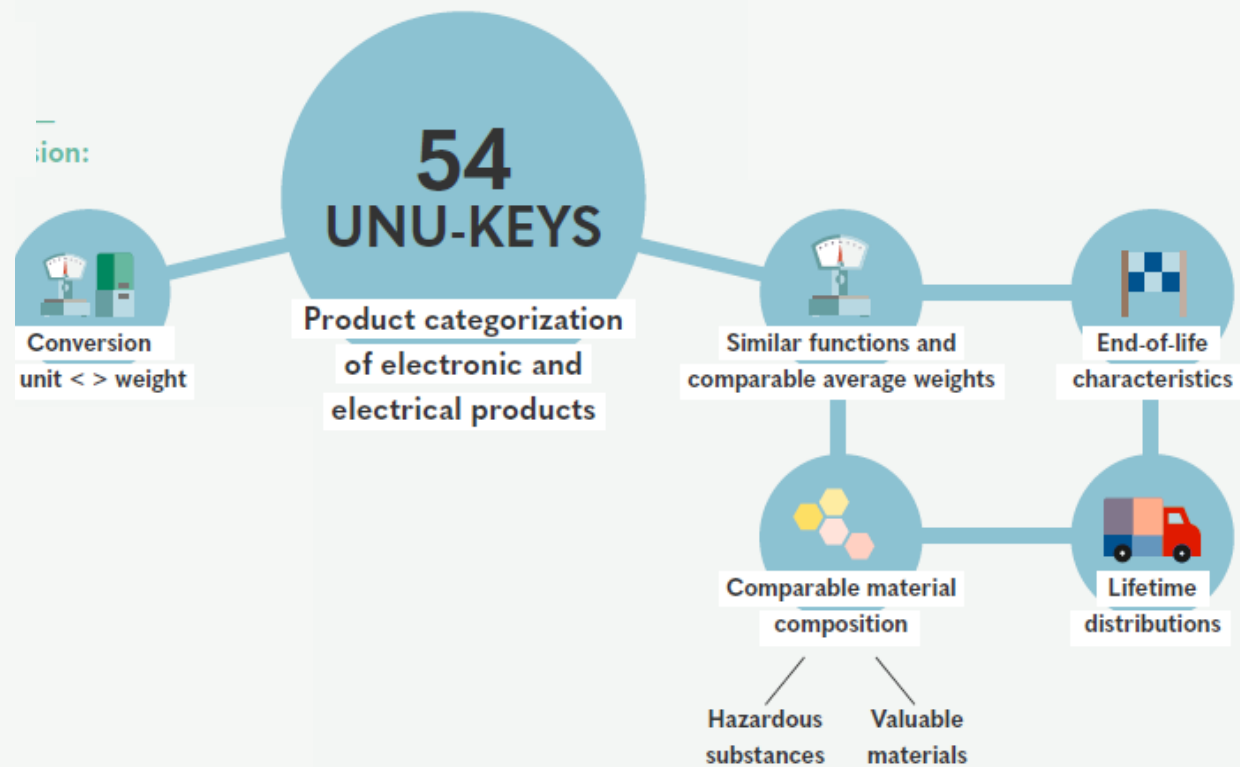 sion:
54
UNU-KEYS
Product categorization
of electronic and
electrical products
Conversion
unit < > weight
Similar functions and
comparable average weights
End-of-life
characteristics
Comparable material
composition
Lifetime
distributions
Hazardous
substances
Valuable
materials